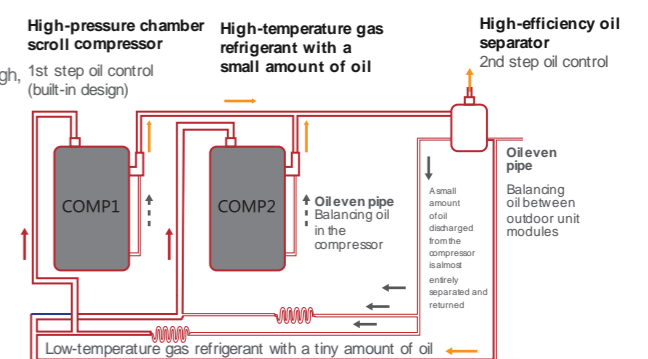 High-pressure chamber
scroll compressor
gh, 1st step oil control
(built-in design)
High-temperature gas
refrigerant with a
small amount of oil
High-efficiency oil
separator
2nd step oil control
COMP1
COMP2
Oil even pipe
Balancing oil
in the
compressor
A small
amount
of oil
discharged
from the
compressor
is almost
entirely
separated and
returned
Oil even
pipe
Balancing
oil between
outdoor unit
modules
Low-temperature gas refrigerant with a tiny amount of oil